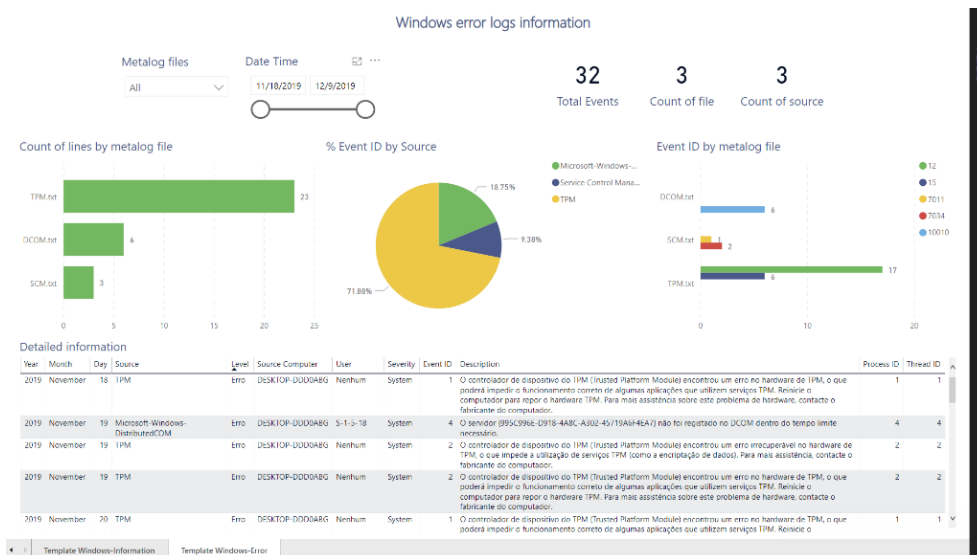 Windows error logs information
Metalog files
Date Time
All
11/18/2019 12/9/2019
32 3 3
Total Events Count of file Count of source
Count of lines by metalog file
TPM.txt 23
DCOM.txt 6
SCM.txt 3
0 5 10 15 20 25
% Event ID by Source
18.75%
9.38%
71.88%
Microsoft-Windows-...
Service Control Mana...
TPM
Event ID by metalog file
DCOM.txt 6
SCM.txt 1
2
TPM.txt 17
6
0 10 20
12
15
7011
7034
10010
Detailed information
Year Month Day Source Level Source Computer User Severity Event ID Description Process ID Thread ID
2019 November 18 TPM Erro DESKTOP-DDD0ABG Nenhum System 1 O controlador de dispositivo do TPM (Trusted Platform Module) encontrou um erro no hardware de TPM, o que 1 1
poderá impedir o funcionamento correto de algumas aplicações que utilizem serviços TPM. Reinicie o
computador para repor o hardware TPM. Para mais assistência sobre este problema de hardware, contacte o
fabricante do computador.
2019 November 19 Microsoft-Windows- Erro DESKTOP-DDD0ABG S-1-5-18 System 4 O servidor (995C996E-D918-4A8C-A302-45719A6F4EA7) não foi registado no DCOM dentro do tempo limite 4 4
DistributedCOM necessário.
2019 November 19 TPM Erro DESKTOP-DDD0ABG Nenhum System 2 O controlador de dispositivo do TPM (Trusted Platform Module) encontrou um erro irrecuperável no hardware de 2 2
TPM, o que impede a utilização de serviços TPM (como a encriptação de dados). Para mais assistência, contacte o
fabricante do computador.
2019 November 19 TPM Erro DESKTOP-DDD0ABG Nenhum System 2 O controlador de dispositivo do TPM (Trusted Platform Module) encontrou um erro no hardware de TPM, o que 2 2
poderá impedir o funcionamento correto de algumas aplicações que utilizem serviços TPM. Reinicie o
computador para repor o hardware TPM. Para mais assistência sobre este problema de hardware, contacte o
fabricante do computador.
2019 November 20 TPM Erro DESKTOP-DDD0ABG Nenhum System 1 O controlador de dispositivo do TPM (Trusted Platform Module) encontrou um erro no hardware de TPM, o que 1 1
poderá impedir o funcionamento correto de algumas aplicações que utilizem serviços TPM. Reinicie o
Template Windows-Information Template Windows-Error